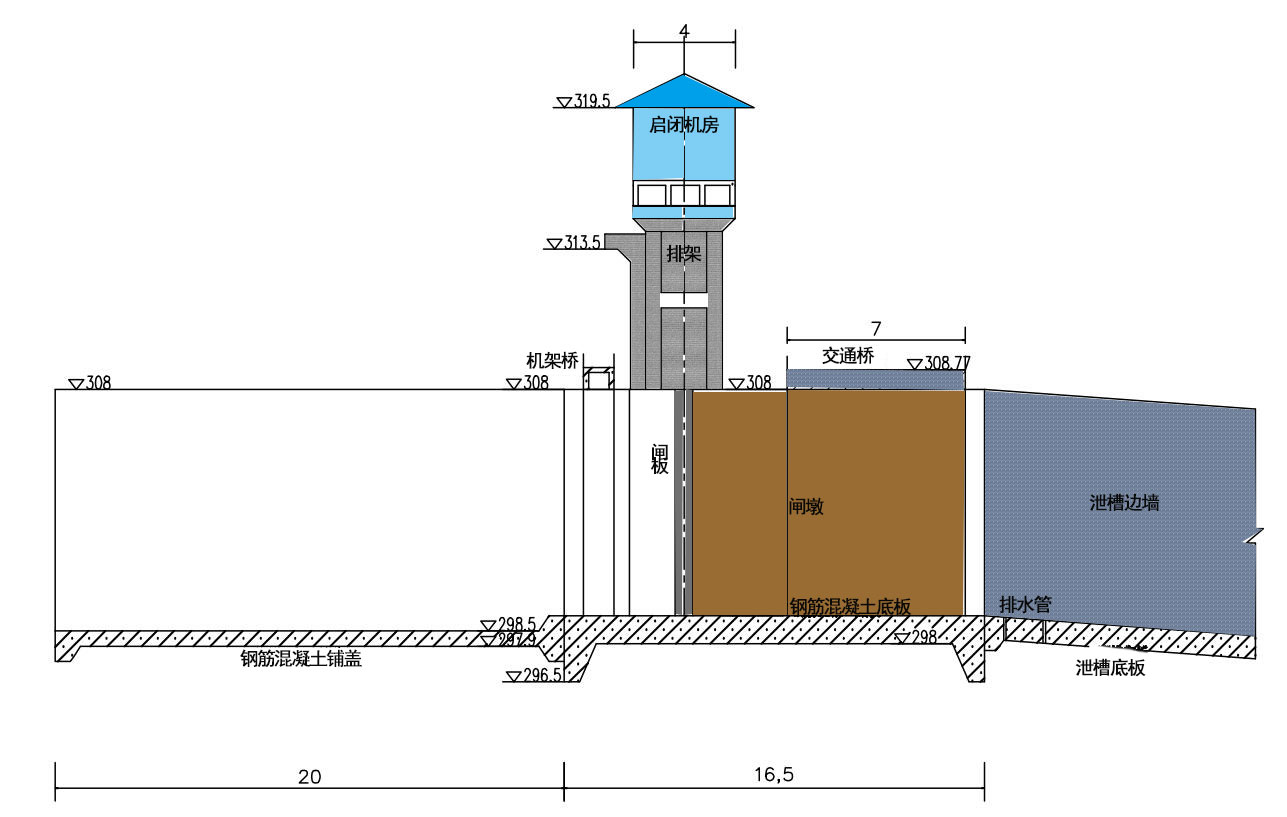 4
319.5
启闭机房
313.5
排架
7
机架桥
交通桥
308.77
308
308
308
闸板
闸墩
泄槽边墙
钢筋混凝土底板
排水管
298.5
297.9
298
钢筋混凝土铺盖
泄槽底板
296.5
20
16,5